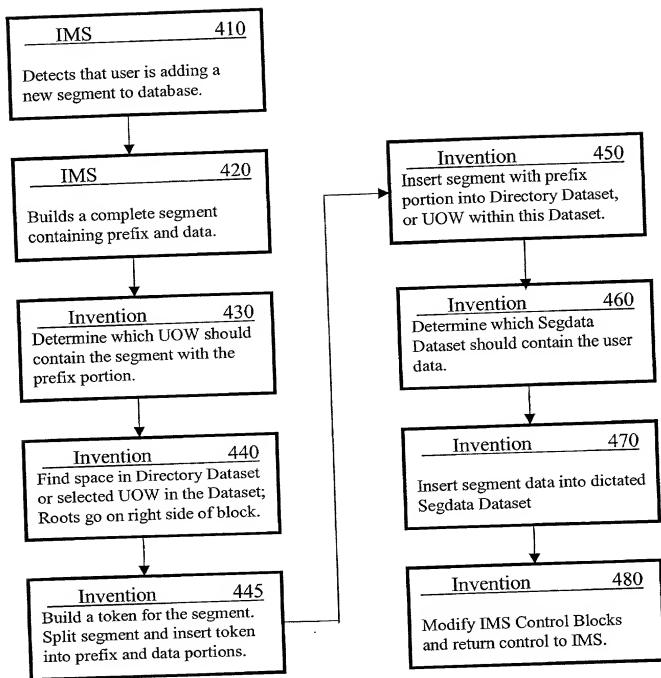 IMS 410
Detects that user is adding a
new segment to database.
IMS 420
Builds a complete segment
containing prefix and data.
Invention 430
Determine which UOW should
contain the segment with the
prefix portion.
Invention 440
Find space in Directory Dataset
or selected UOW in the Dataset;
Roots go on right side of block.
Invention 445
Build a token for the segment.
Split segment and insert token
into prefix and data portions.
Invention 450
Insert segment with prefix
portion into Directory Dataset,
or UOW within this Dataset.
Invention 460
Determine which Segdata
Dataset should contain the user
data.
Invention 470
Insert segment data into dictated
Segdata Dataset
Invention 480
Modify IMS Control Blocks
and return control to IMS.